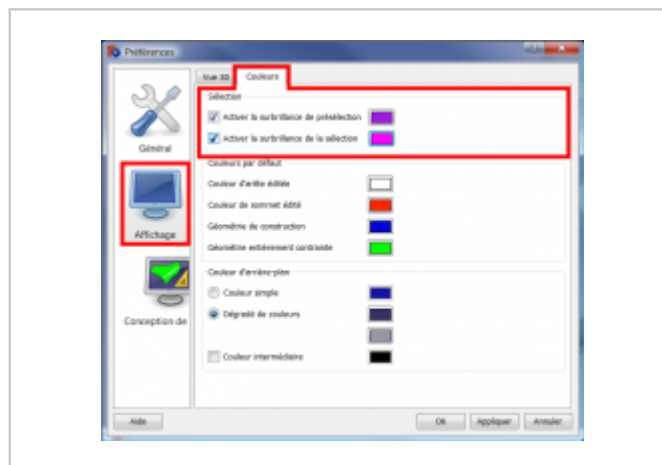 Préférences
Vue 3D Couleurs
Sélection
Activer la surbrillance de présélection
Activer la surbrillance de la sélection
Couleurs par défaut
Couleur d'arête éditée
Couleur de sommet édité
Géométrie de construction
Géométrie entièrement contrainte
Couleur d'arrière-plan
Couleur simple
Dégradé de couleurs
Couleur intermédiaire
Général
Affichage
Conception de
Aide
OK Appliquer Annuler